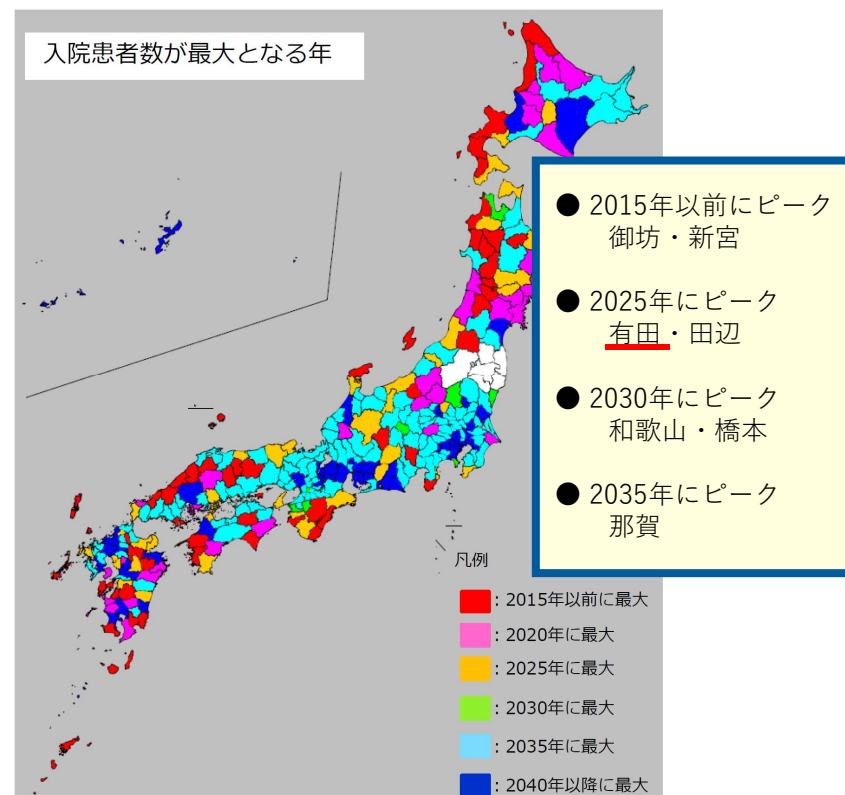 入院患者数が最大となる年
● 2015年以前にピーク
御坊・新宮
● 2025年にピーク
有田・田辺
● 2030年にピーク
和歌山・橋本
● 2035年にピーク
那賀
凡例
：2015年以前に最大
：2020年に最大
：2025年に最大
：2030年に最大
：2035年に最大
：2040年以降に最大